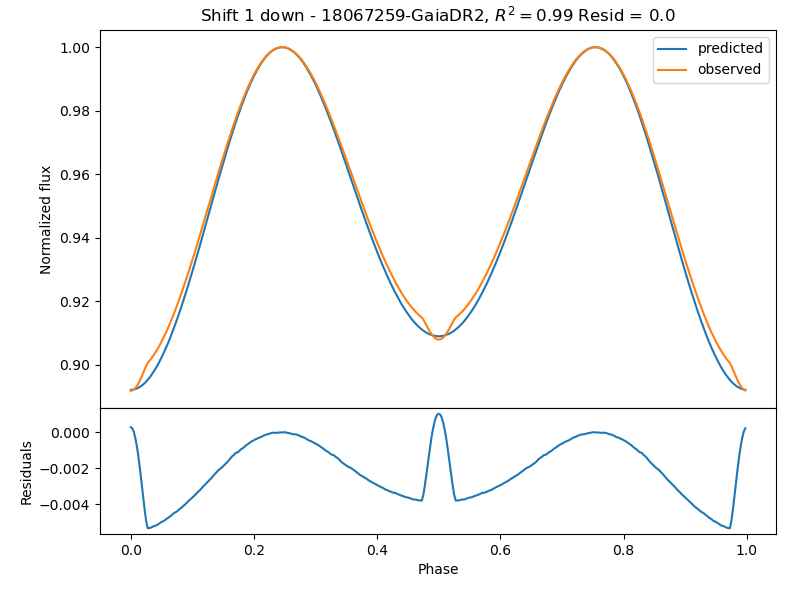 Shift 1 down - 18067259-GaiaDR2, $R^2 = 0.99$ Resid = 0.0
1.00
0.98
0.96
0.94
0.92
0.90
Normalized flux
predicted
observed
0.000
−0.002
−0.004
Residuals
0.0 0.2 0.4 0.6 0.8 1.0
Phase